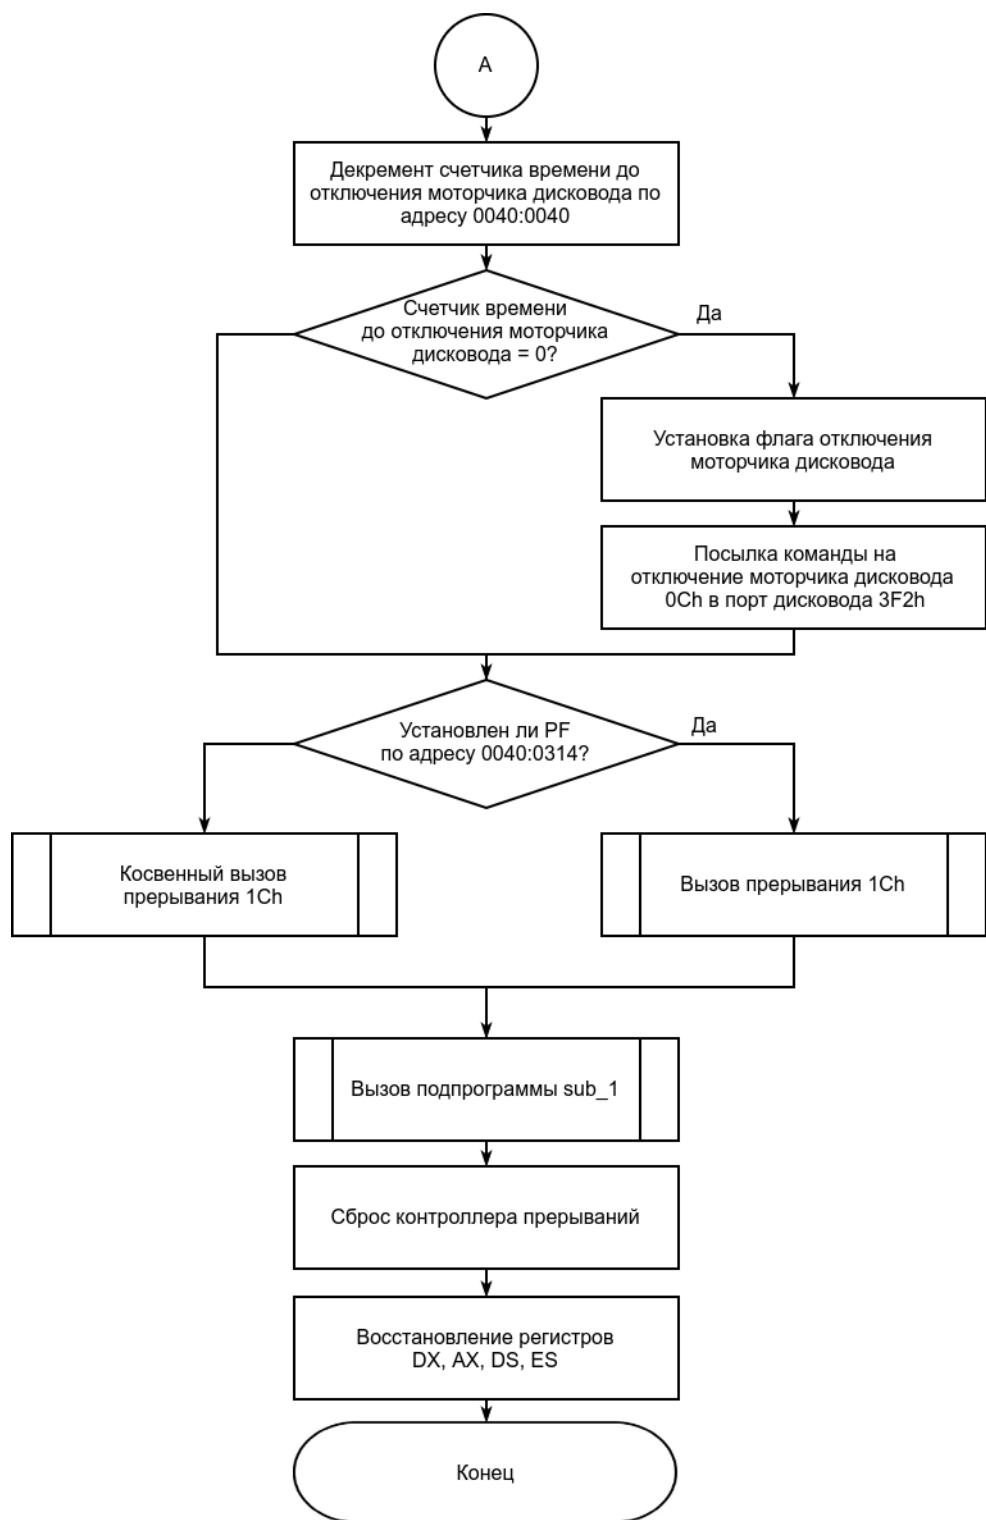 A
Декремент счетчика времени до
отключения моторчика дисковода по
адресу 0040:0040
Счетчик времени
до отключения моторчика
дисковода = 0?
Да
Установка флага отключения
моторчика дисковода
Посылка команды на
отключение моторчика дисковода
0Ch в порт дисковода 3F2h
Установлен ли PF
по адресу 0040:0314?
Да
Косвенный вызов
прерывания 1Ch
Вызов прерывания 1Ch
Вызов подпрограммы sub_1
Сброс контроллера прерываний
Восстановление регистров
DX, AX, DS, ES
Конец